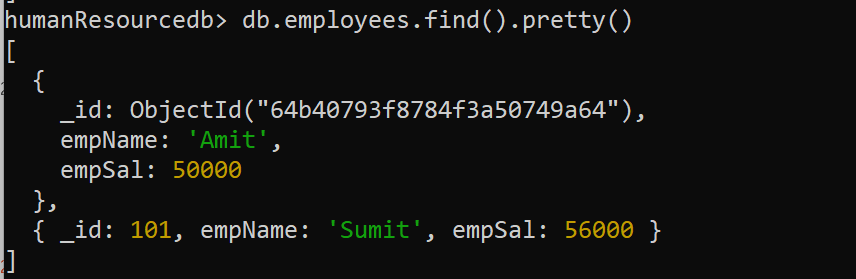 humanResourcedb> db.employees.find().pretty()
[
  {
    _id: ObjectId("64b40793f8784f3a50749a64"),
    empName: 'Amit',
    empSal: 50000
  },
  { _id: 101, empName: 'Sumit', empSal: 56000 }
]